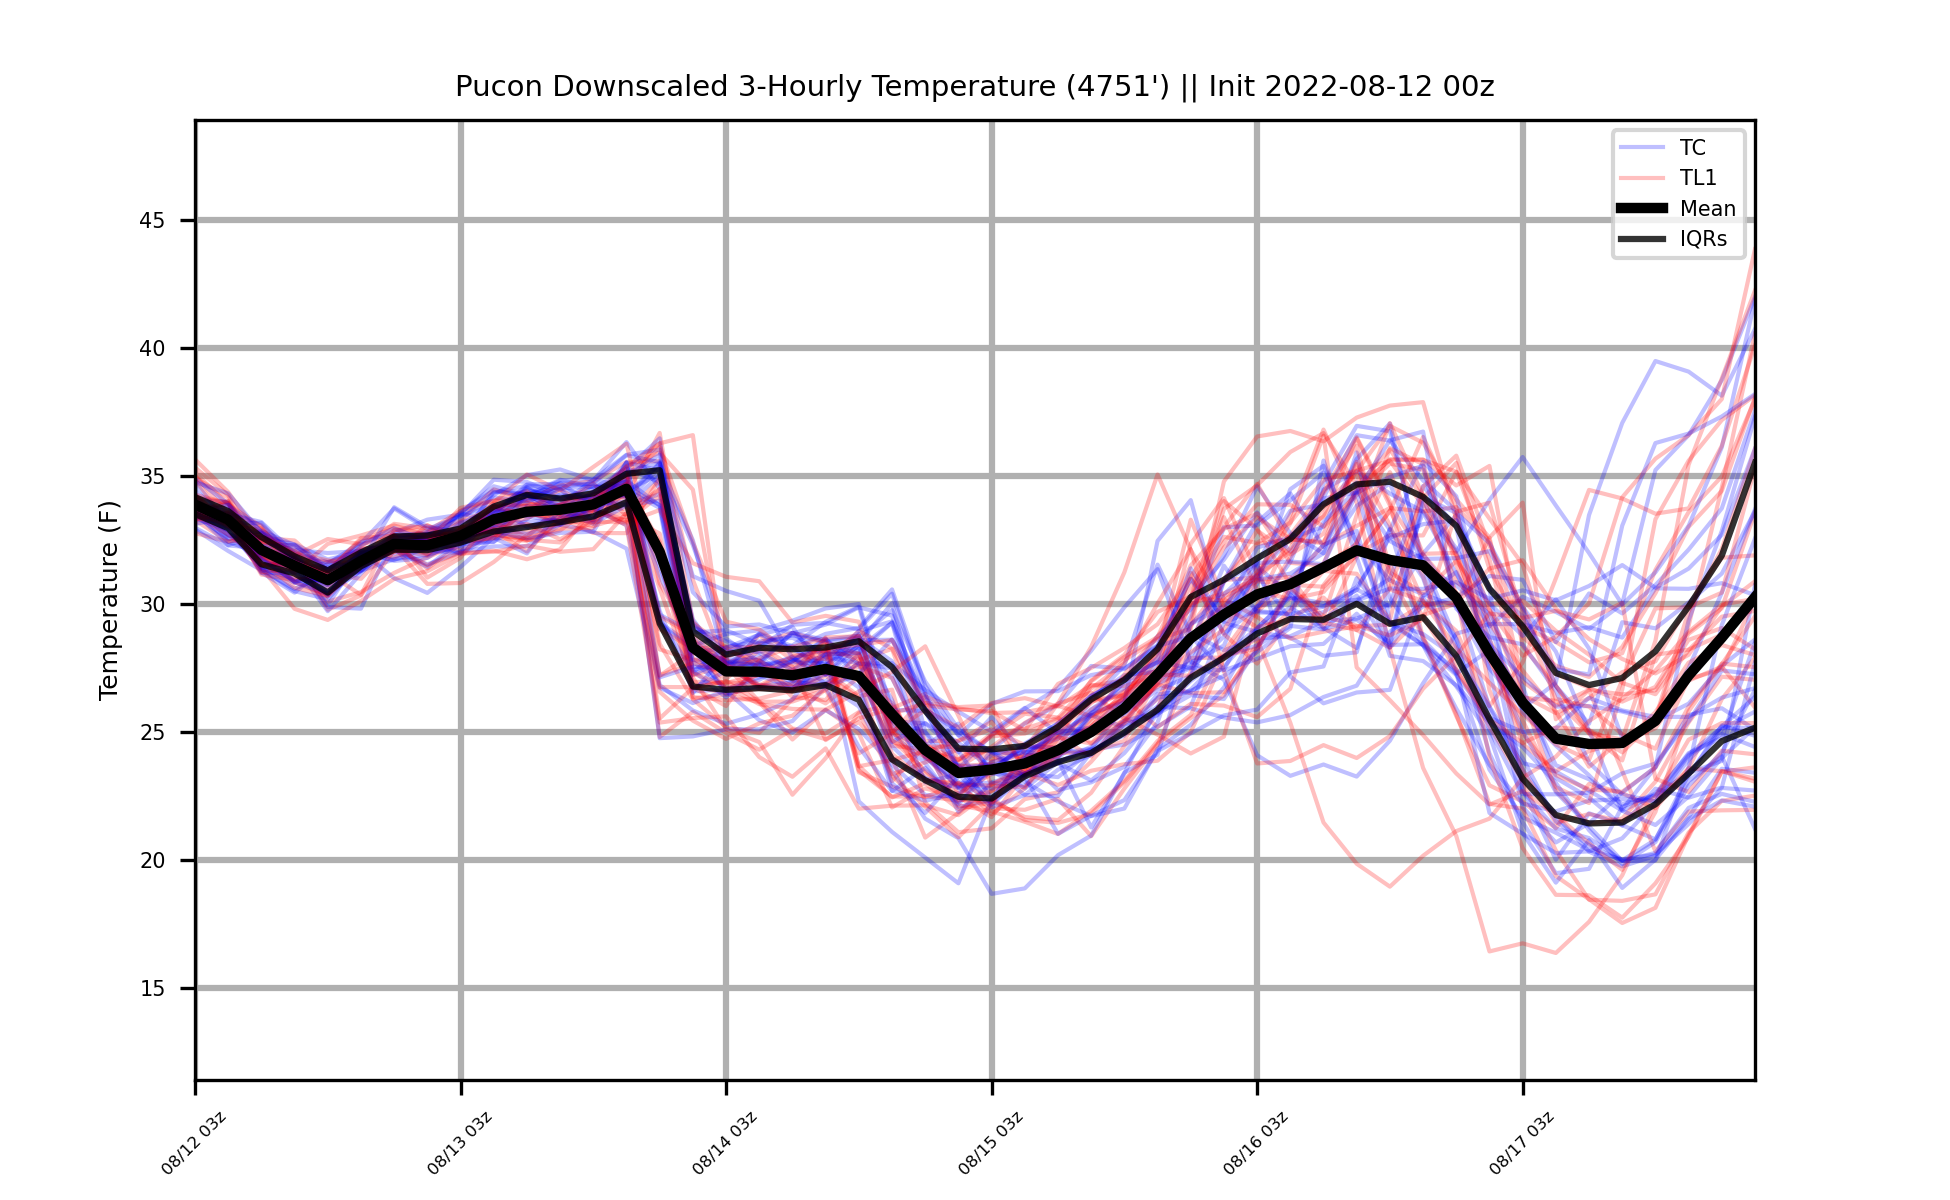 Pucon Downscaled 3-Hourly Temperature (4751') || Init 2022-08-12 00z
TC
TL1
Mean
IQRs
Temperature (F)
45
40
35
30
25
20
15
08/12 03z
08/13 03z
08/14 03z
08/15 03z
08/16 03z
08/17 03z